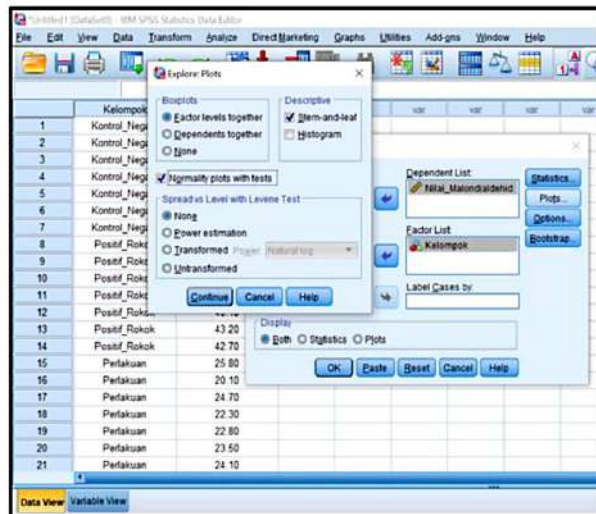 *Untitled1 [DataSet0] - IBM SPSS Statistics Data Editor
File Edit View Data Transform Analyze Direct Marketing Graphs Utilities Add-ons Window Help
Explore: Plots
Boxplots
Factor levels together
Dependents together
None
Descriptive
Stem-and-leaf
Histogram
Normality plots with tests
Spread vs Level with Levene Test
None
Power estimation
Transformed Power: Natural log
Untransformed
Continue Cancel Help
Dependent List:
Nilai_Malondialdehid
Factor List:
Kelompok
Label Cases by:
Statistics...
Plots...
Options...
Bootstrap...
Display
Both Statistics Plots
OK Paste Reset Cancel Help
Kelompok var var var var
1 Kontrol_Nega
2 Kontrol_Nega
3 Kontrol_Nega
4 Kontrol_Nega
5 Kontrol_Nega
6 Kontrol_Nega
7 Kontrol_Nega
8 Positif_Roko
9 Positif_Roko
10 Positif_Roko
11 Positif_Roko
12 Positif_Rokok
13 Positif_Rokok 43.20
14 Positif_Rokok 42.70
15 Perlakuan 25.80
16 Perlakuan 20.10
17 Perlakuan 24.70
18 Perlakuan 22.30
19 Perlakuan 22.80
20 Perlakuan 23.50
21 Perlakuan 24.10
Data View Variable View